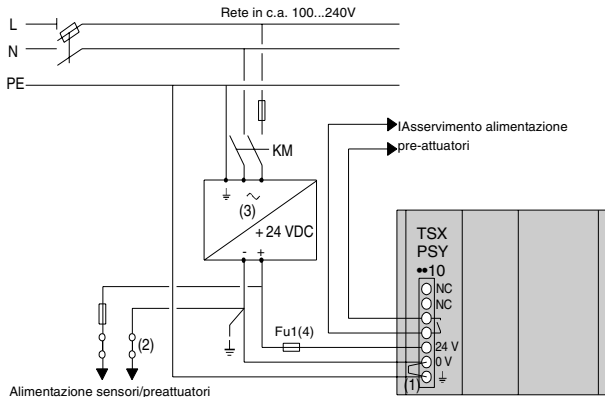 Rete in c.a. 100...240V
L
N
PE
IAsservimento alimentazione
pre-attuatori
KM
(3)
+ 24 VDC
- +
TSX
PSY
••10
NC
NC
Fu1(4)
24 V
(2)
0 V
(1)
Alimentazione sensori/preattuatori